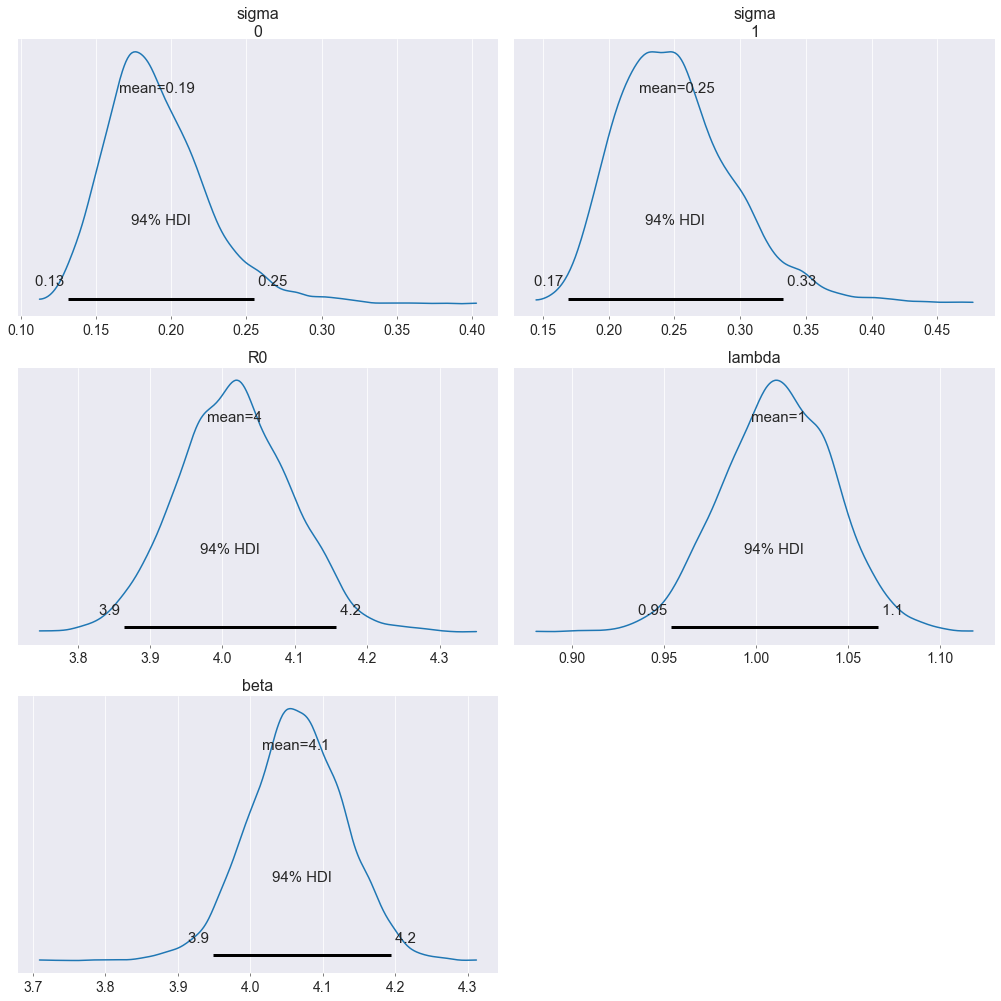 sigma
0
mean=0.19
94% HDI
0.13
0.25
0.10 0.15 0.20 0.25 0.30 0.35 0.40
sigma
1
mean=0.25
94% HDI
0.17
0.33
0.15 0.20 0.25 0.30 0.35 0.40 0.45
R0
mean=4
94% HDI
3.9
4.2
3.8 3.9 4.0 4.1 4.2 4.3
lambda
mean=1
94% HDI
0.95
1.1
0.90 0.95 1.00 1.05 1.10
beta
mean=4.1
94% HDI
3.9
4.2
3.7 3.8 3.9 4.0 4.1 4.2 4.3